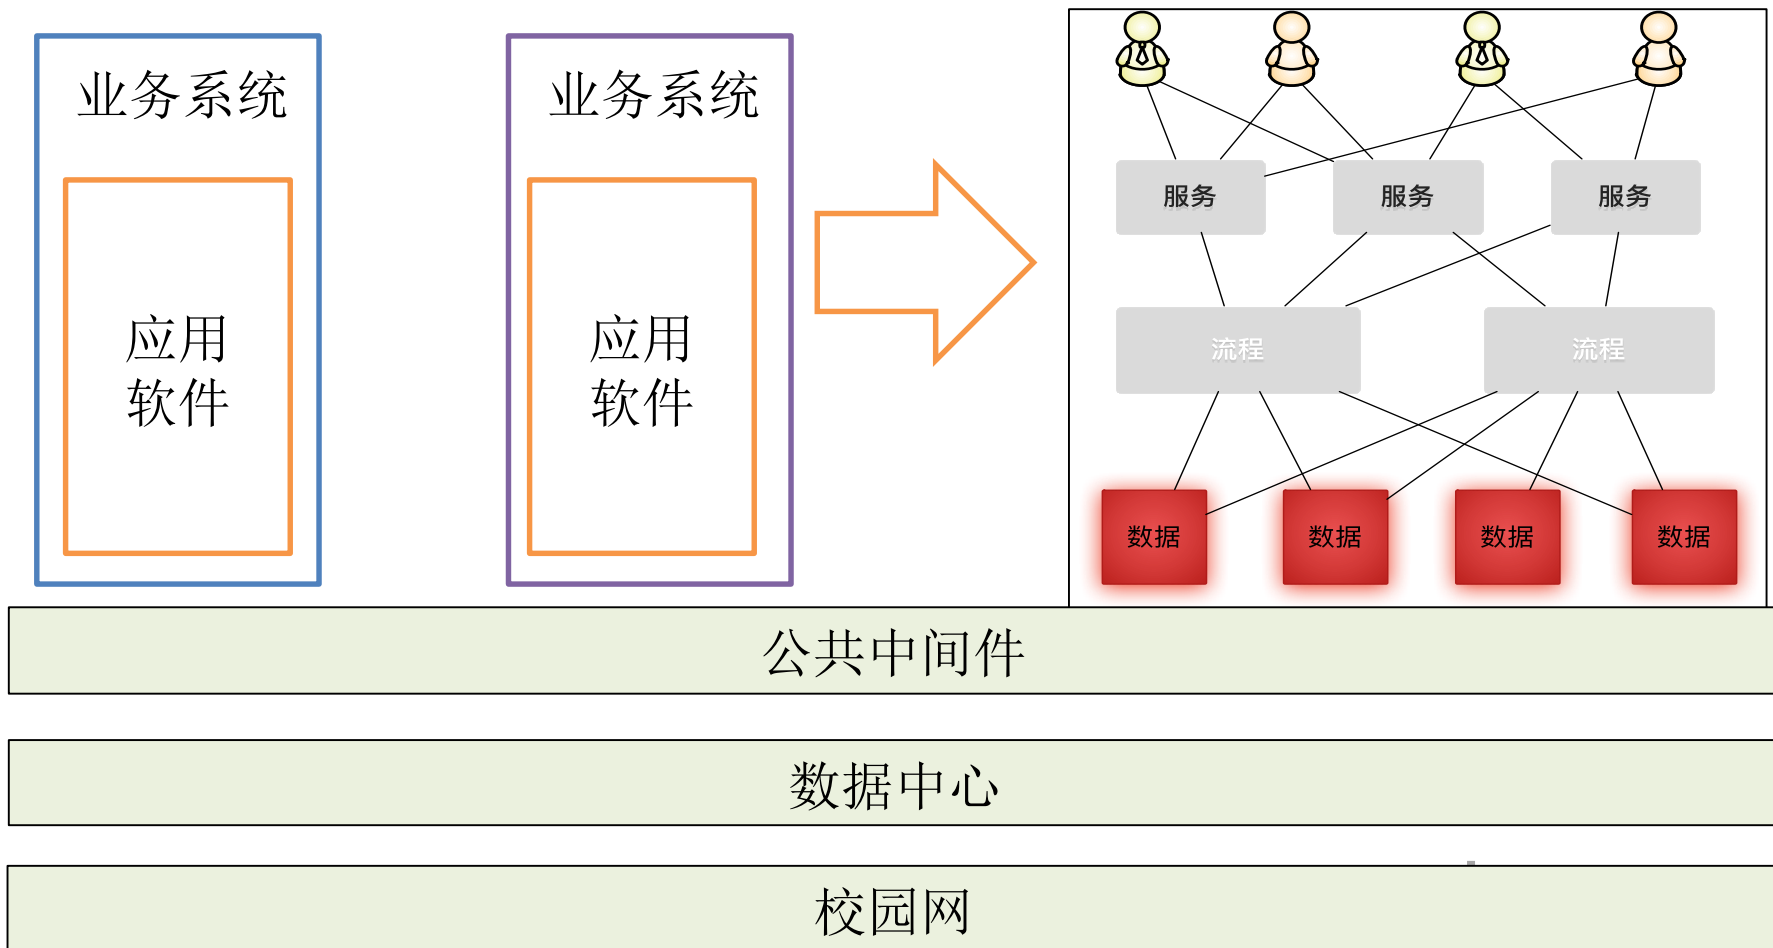 业务系统
业务系统
应用
软件
应用
软件
服务
服务
服务
流程
流程
数据
数据
数据
数据
公共中间件
数据中心
校园网